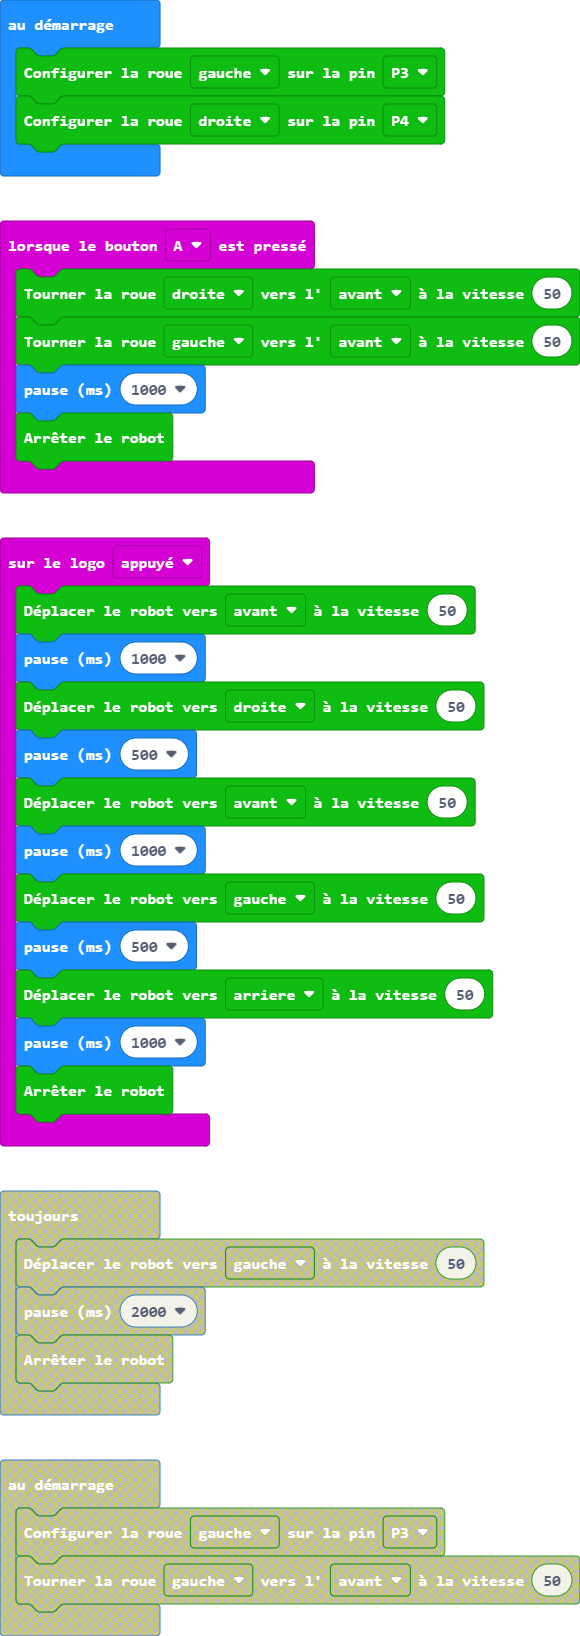 au démarrage
Configurer la roue gauche sur la pin P3
Configurer la roue droite sur la pin P4
lorsque le bouton A est pressé
Tourner la roue droite vers l' avant à la vitesse 50
Tourner la roue gauche vers l' avant à la vitesse 50
pause (ms) 1000
Arrêter le robot
sur le logo appuyé
Déplacer le robot vers avant à la vitesse 50
pause (ms) 1000
Déplacer le robot vers droite à la vitesse 50
pause (ms) 500
Déplacer le robot vers avant à la vitesse 50
pause (ms) 1000
Déplacer le robot vers gauche à la vitesse 50
pause (ms) 500
Déplacer le robot vers arriere à la vitesse 50
pause (ms) 1000
Arrêter le robot
toujours
Déplacer le robot vers gauche à la vitesse 50
pause (ms) 2000
Arrêter le robot
au démarrage
Configurer la roue gauche sur la pin P3
Tourner la roue gauche vers l' avant à la vitesse 50